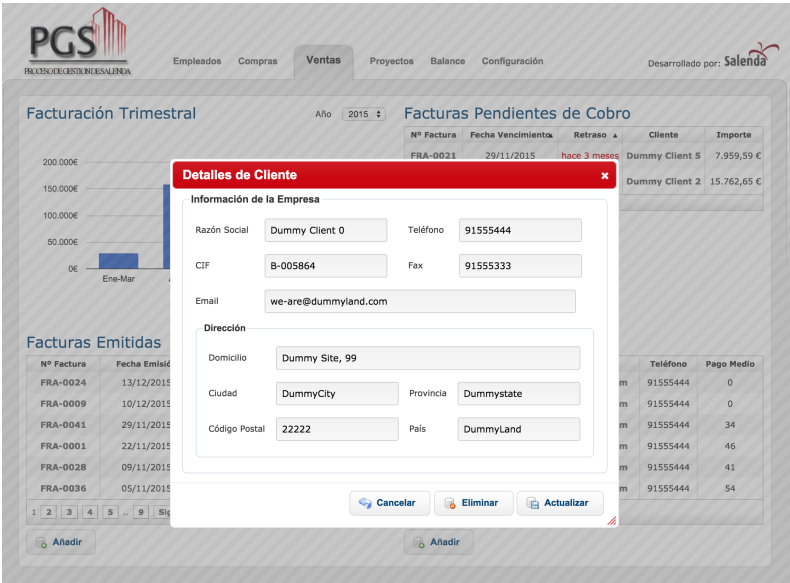 PGS
PROCESO DE GESTION DE SALENDA
Empleados Compras Ventas Proyectos Balance Configuración
Desarrollado por: Salenda
Facturación Trimestral
Año 2015
Facturas Pendientes de Cobro
Nº Factura Fecha Vencimiento Retraso Cliente Importe
FRA-0021 29/11/2015 hace 3 meses Dummy Client 5 7.959,59 €
Dummy Client 2 15.762,65 €
200.000€
150.000€
100.000€
50.000€
0€
Ene-Mar
Detalles de Cliente
Información de la Empresa
Razón Social Dummy Client 0 Teléfono 91555444
CIF B-005864 Fax 91555333
Email we-are@dummyland.com
Dirección
Domicilio Dummy Site, 99
Ciudad DummyCity Provincia Dummystate
Código Postal 22222 País DummyLand
Cancelar Eliminar Actualizar
Facturas Emitidas
Nº Factura Fecha Emisió
FRA-0024 13/12/2015
FRA-0009 10/12/2015
FRA-0041 29/11/2015
FRA-0001 22/11/2015
FRA-0028 09/11/2015
FRA-0036 05/11/2015
1 2 3 4 5 .. 9 Sig
Añadir
Teléfono Pago Medio
m 91555444 0
m 91555444 0
m 91555444 34
m 91555444 46
m 91555444 41
m 91555444 54
Añadir